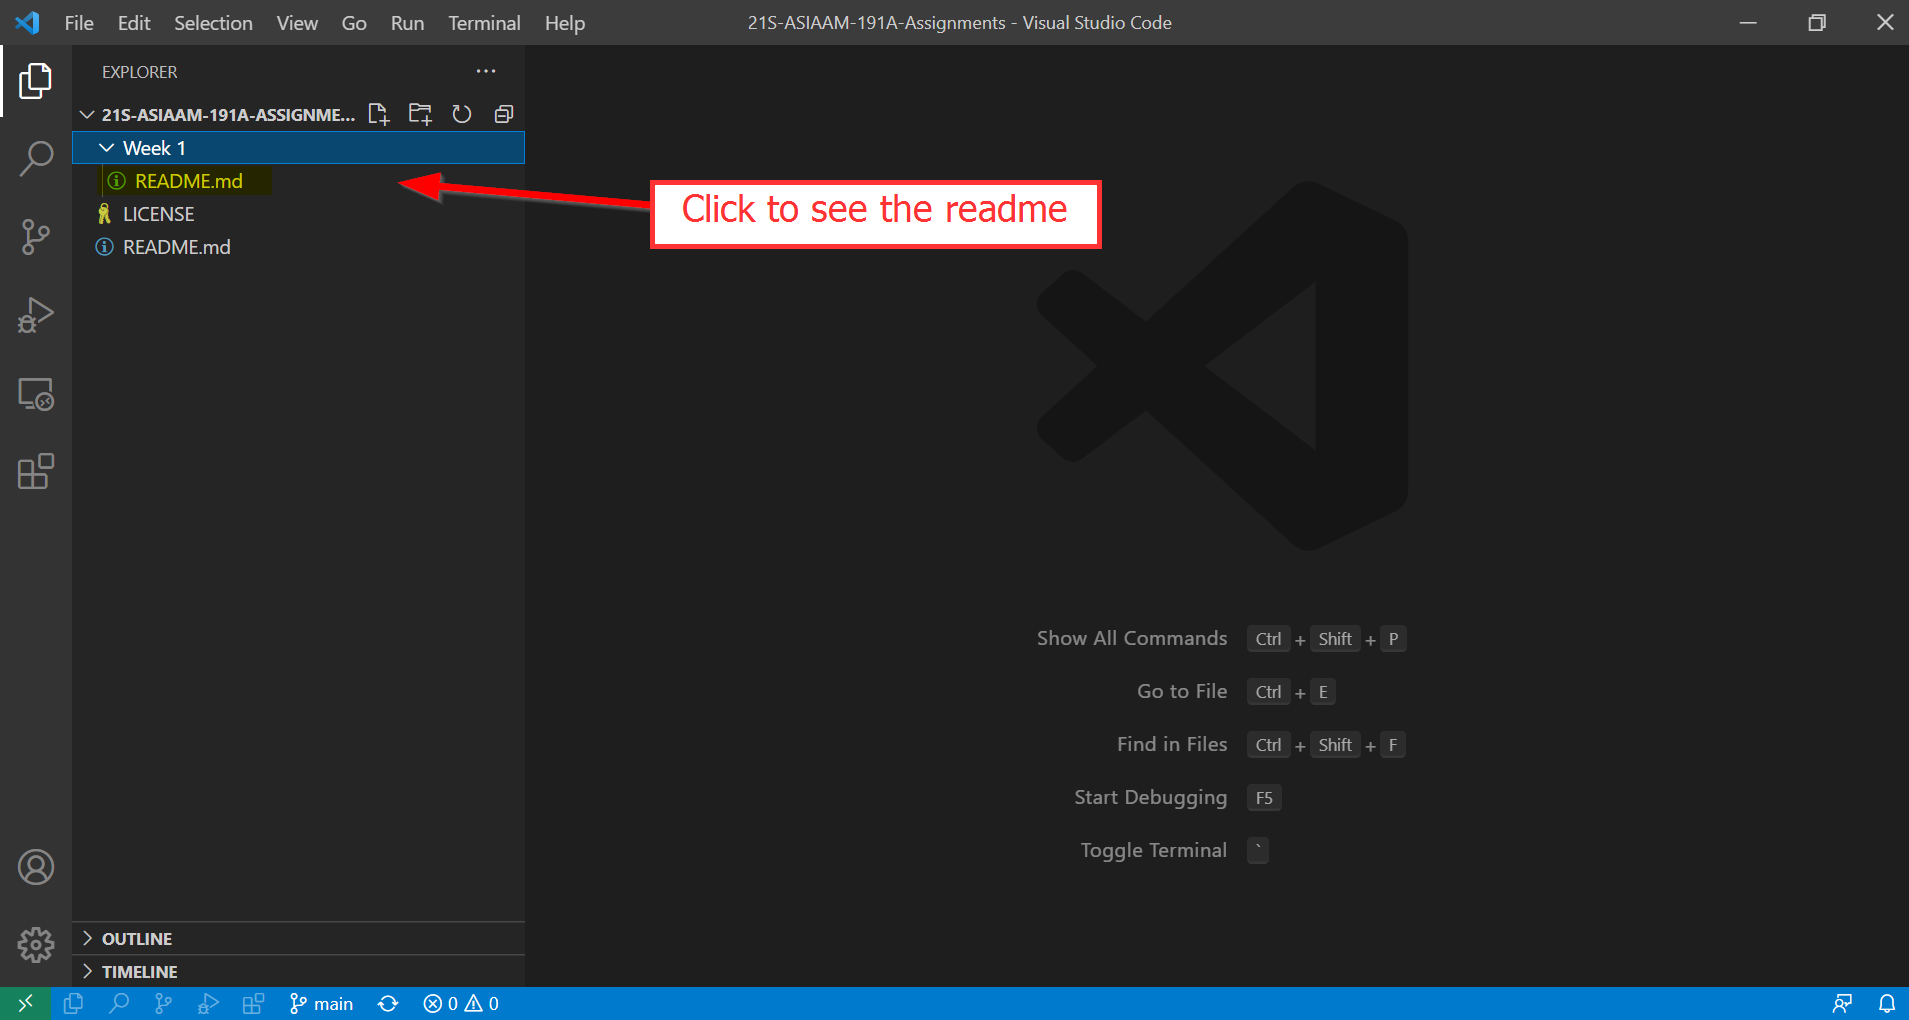 File Edit Selection View Go Run Terminal Help
21S-ASIAAM-191A-Assignments - Visual Studio Code
EXPLORER
21S-ASIAAM-191A-ASSIGNME...
Week 1
README.md
LICENSE
README.md
Click to see the readme
Show All Commands Ctrl + Shift + P
Go to File Ctrl + E
Find in Files Ctrl + Shift + F
Start Debugging F5
Toggle Terminal `
OUTLINE
TIMELINE
main 0 0